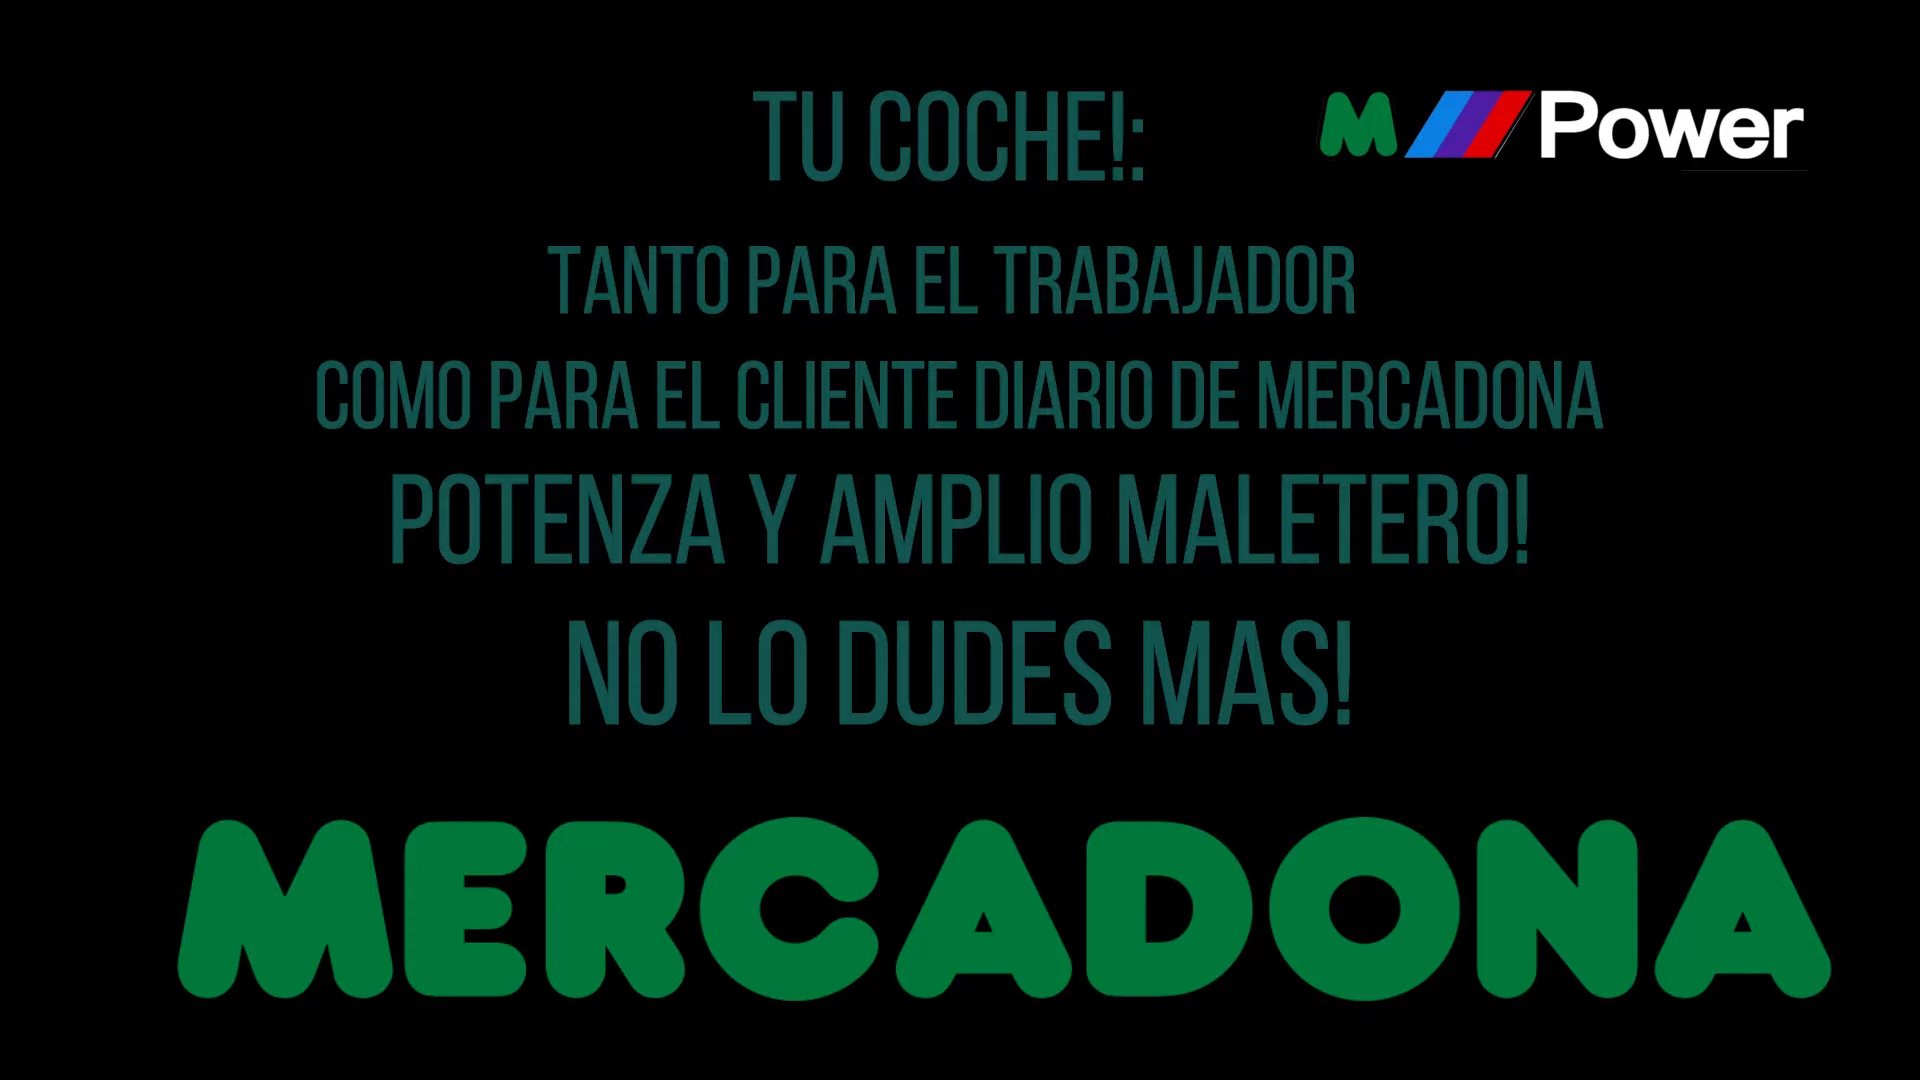 TU COCHE!:
M Power
TANTO PARA EL TRABAJADOR
COMO PARA EL CLIENTE DIARIO DE MERCADONA
POTENZA Y AMPLIO MALETERO!
NO LO DUDES MAS!
MERCADONA